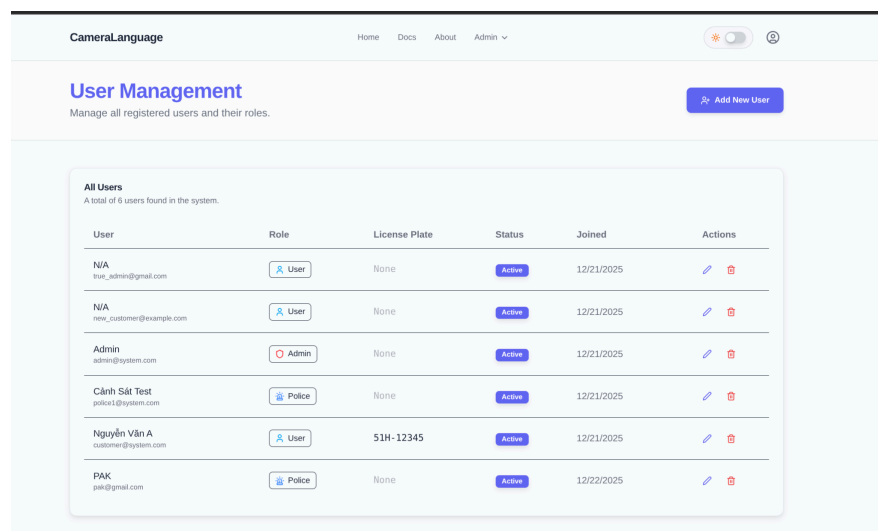 CameraLanguage Home Docs About Admin
User Management
Manage all registered users and their roles.
Add New User
All Users
A total of 6 users found in the system.
User Role License Plate Status Joined Actions
N/A
true_admin@gmail.com
User None Active 12/21/2025
N/A
new_customer@example.com
User None Active 12/21/2025
Admin
admin@system.com
Admin None Active 12/21/2025
Cảnh Sát Test
police1@system.com
Police None Active 12/21/2025
Nguyễn Văn A
customer@system.com
User 51H-12345 Active 12/21/2025
PAK
pak@gmail.com
Police None Active 12/22/2025